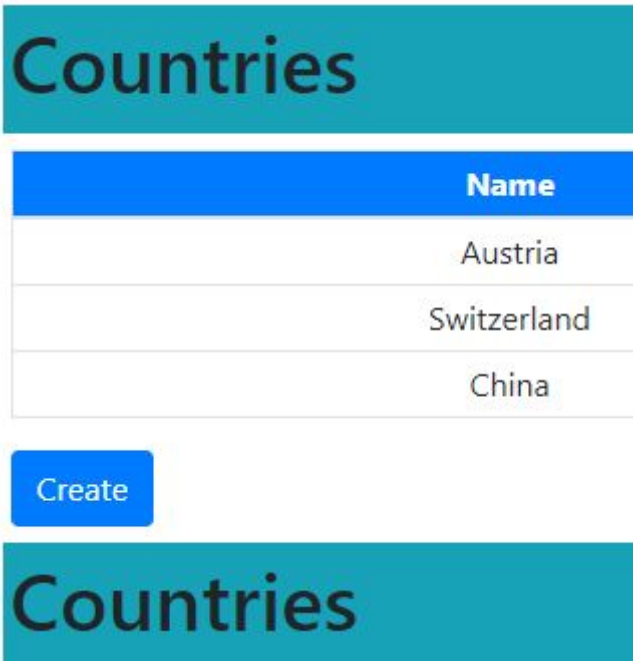 Countries
Name
Austria
Switzerland
China
Create
Countries